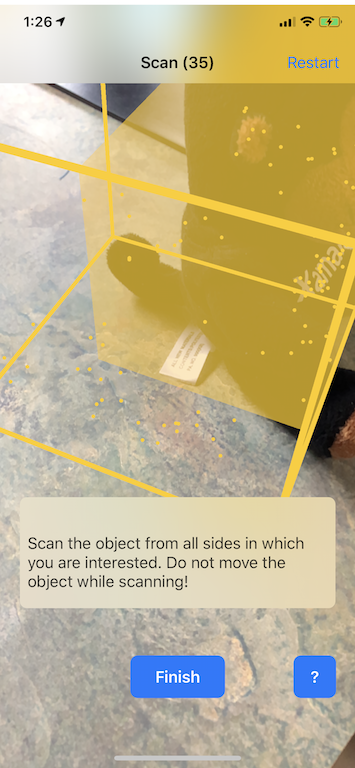 1:26
Scan (35)
Restart
Scan the object from all sides in which
you are interested. Do not move the
object while scanning!
Finish
?